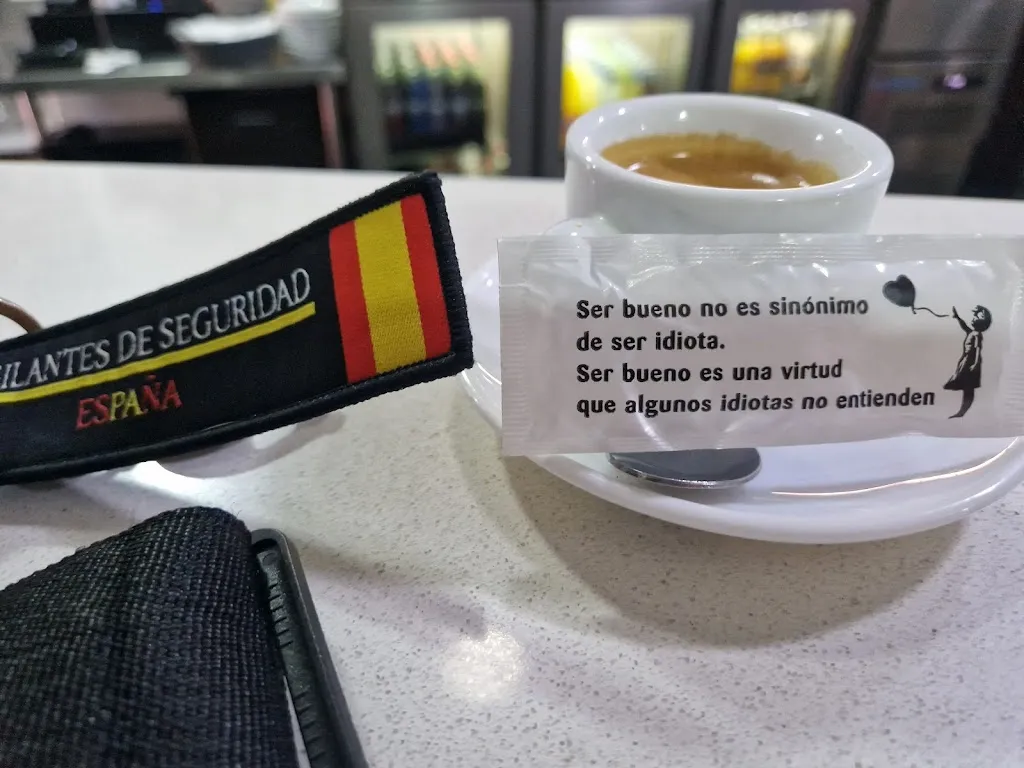 DE SEGURIDAD
ESPAÑA
Ser bueno no es sinónimo
de ser idiota.
Ser bueno es una virtud
que algunos idiotas no entienden